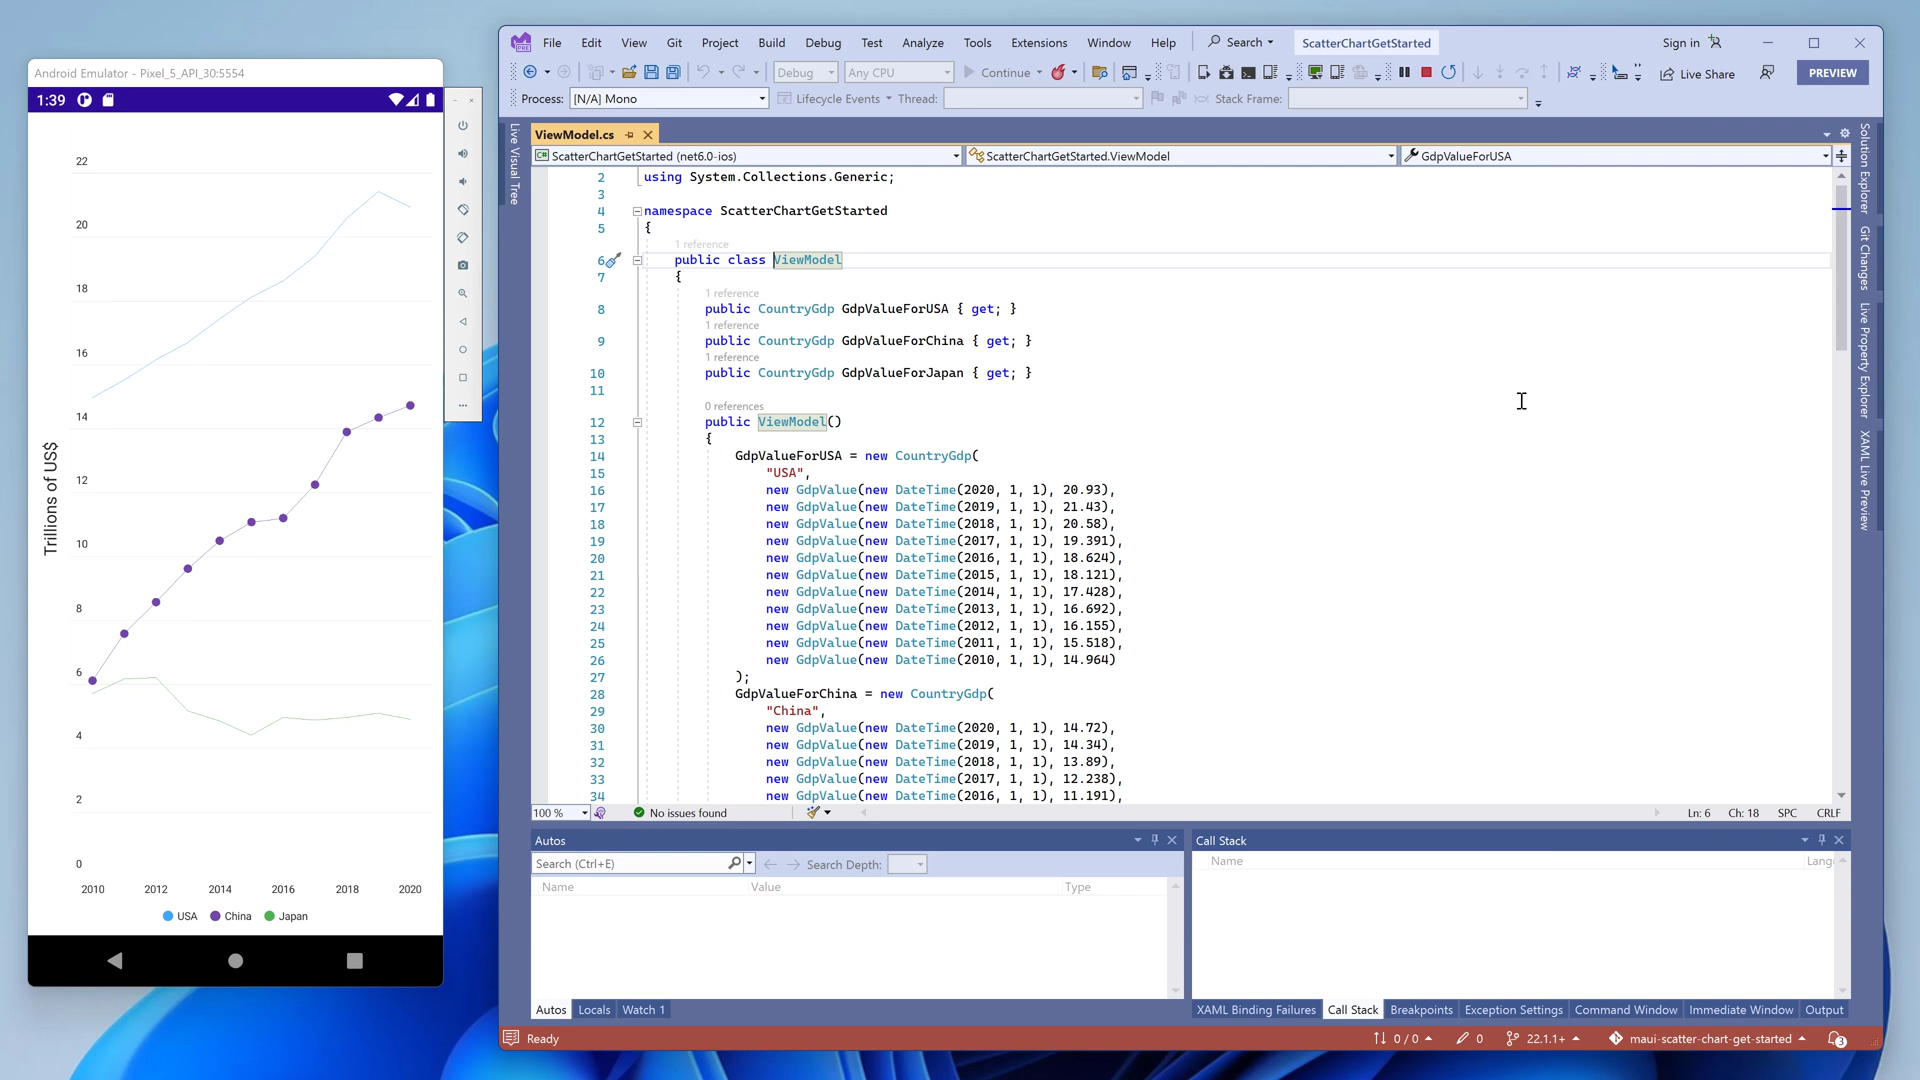 Android Emulator - Pixel_5_API_30:5554
1:39
22
20
18
16
14
12
10
8
6
4
2
0
Trillions of US$
2010 2012 2014 2016 2018 2020
USA China Japan
File Edit View Git Project Build Debug Test Analyze Tools Extensions Window Help Search ScatterChartGetStarted Sign in
Debug Any CPU Continue Live Share PREVIEW
Process: [N/A] Mono Lifecycle Events Thread: Stack Frame:
Live Visual Tree
ViewModel.cs
ScatterChartGetStarted (net6.0-ios) ScatterChartGetStarted.ViewModel GdpValueForUSA
2 using System.Collections.Generic;
3
4 namespace ScatterChartGetStarted
5 {
1 reference
6 public class ViewModel
7 {
1 reference
8 public CountryGdp GdpValueForUSA { get; }
1 reference
9 public CountryGdp GdpValueForChina { get; }
1 reference
10 public CountryGdp GdpValueForJapan { get; }
11
0 references
12 public ViewModel()
13 {
14 GdpValueForUSA = new CountryGdp(
15 "USA",
16 new GdpValue(new DateTime(2020, 1, 1), 20.93),
17 new GdpValue(new DateTime(2019, 1, 1), 21.43),
18 new GdpValue(new DateTime(2018, 1, 1), 20.58),
19 new GdpValue(new DateTime(2017, 1, 1), 19.391),
20 new GdpValue(new DateTime(2016, 1, 1), 18.624),
21 new GdpValue(new DateTime(2015, 1, 1), 18.121),
22 new GdpValue(new DateTime(2014, 1, 1), 17.428),
23 new GdpValue(new DateTime(2013, 1, 1), 16.692),
24 new GdpValue(new DateTime(2012, 1, 1), 16.155),
25 new GdpValue(new DateTime(2011, 1, 1), 15.518),
26 new GdpValue(new DateTime(2010, 1, 1), 14.964)
27 );
28 GdpValueForChina = new CountryGdp(
29 "China",
30 new GdpValue(new DateTime(2020, 1, 1), 14.72),
31 new GdpValue(new DateTime(2019, 1, 1), 14.34),
32 new GdpValue(new DateTime(2018, 1, 1), 13.89),
33 new GdpValue(new DateTime(2017, 1, 1), 12.238),
34 new GdpValue(new DateTime(2016, 1, 1), 11.191),
Solution Explorer
Git Changes
Live Property Explorer
XAML Live Preview
100 % No issues found Ln: 6 Ch: 18 SPC CRLF
Autos
Search (Ctrl+E) Search Depth:
Name Value Type
Autos Locals Watch 1
Call Stack
Name Lang
XAML Binding Failures Call Stack Breakpoints Exception Settings Command Window Immediate Window Output
Ready 0 / 0 0 22.1.1+ maui-scatter-chart-get-started 3